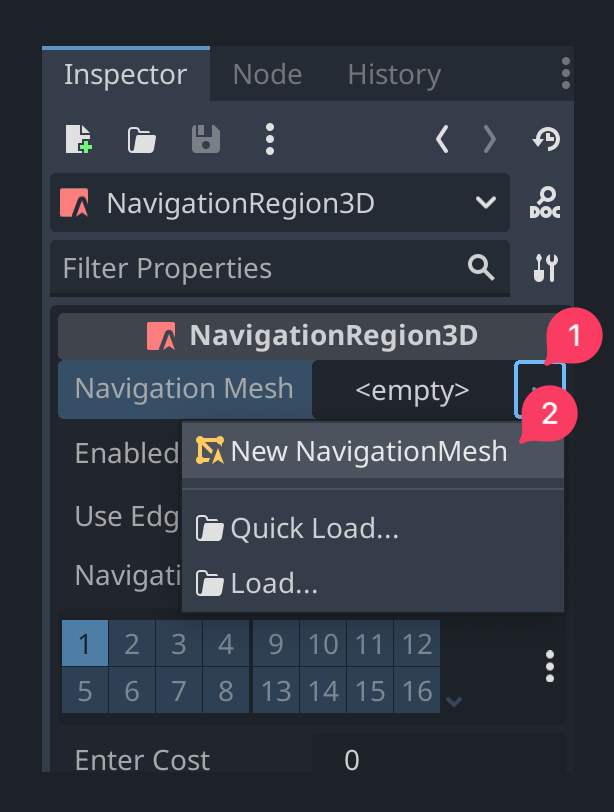 Inspector Node History
NavigationRegion3D
DOC
Filter Properties
NavigationRegion3D
1
Navigation Mesh <empty>
2
Enabled
New NavigationMesh
Use Edg
Quick Load...
Navigati
Load...
1 2 3 4 9 10 11 12
5 6 7 8 13 14 15 16
Enter Cost 0